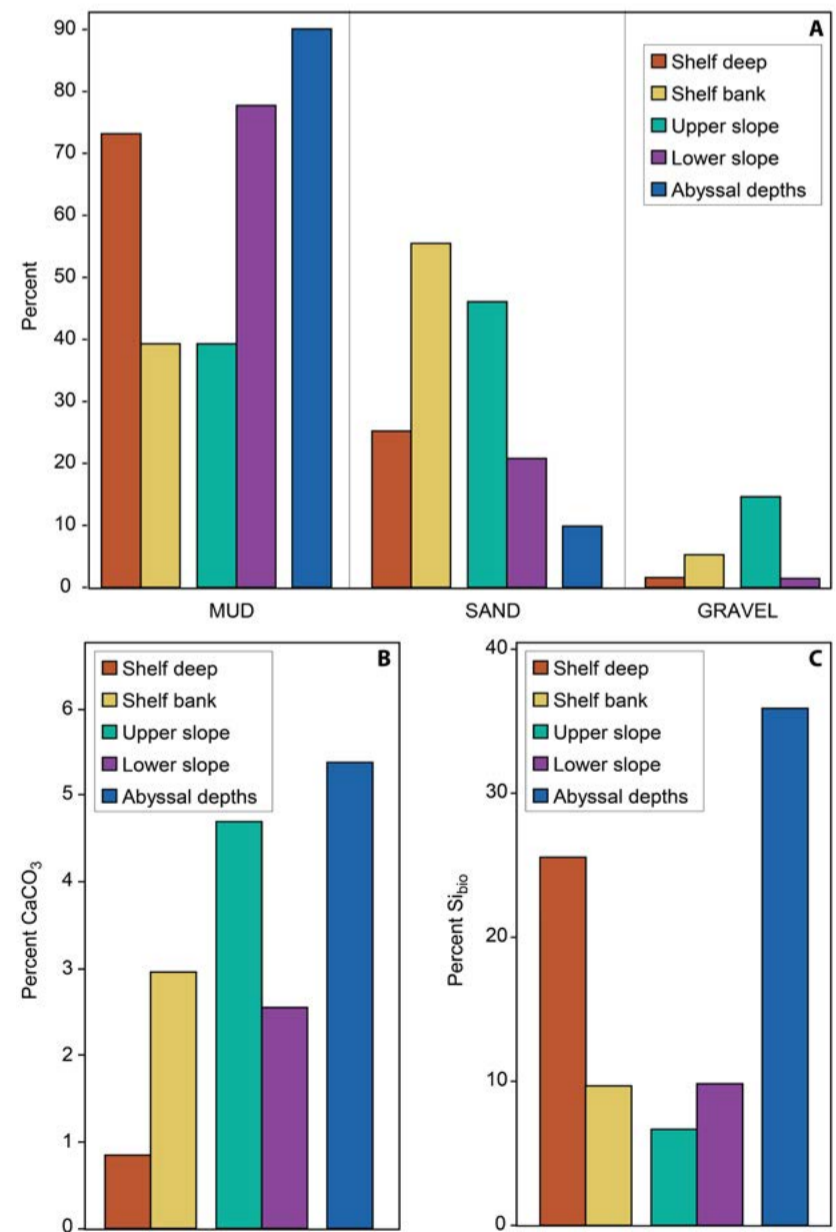 A
Shelf deep
Shelf bank
Upper slope
Lower slope
Abyssal depths
Percent
90
80
70
60
50
40
30
20
10
0
MUD SAND GRAVEL
B
Shelf deep
Shelf bank
Upper slope
Lower slope
Abyssal depths
Percent CaCO₃
6
5
4
3
2
1
0
C
Shelf deep
Shelf bank
Upper slope
Lower slope
Abyssal depths
Percent Si_bio
40
30
20
10
0